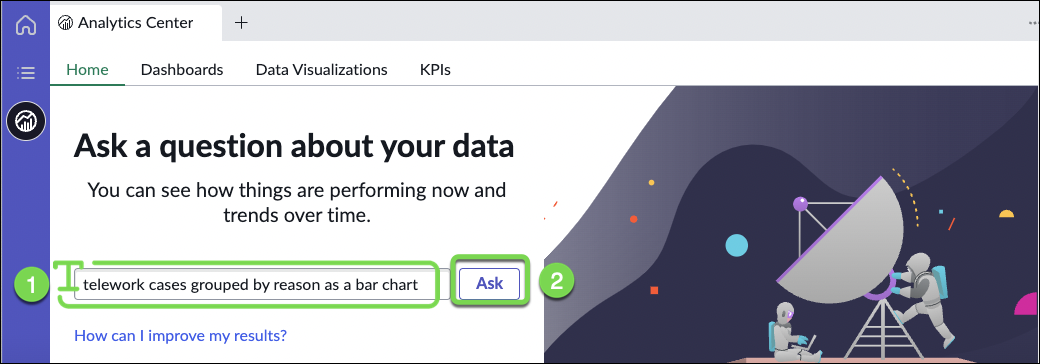 Analytics Center +
Home Dashboards Data Visualizations KPIs
Ask a question about your data
You can see how things are performing now and
trends over time.
1 telework cases grouped by reason as a bar chart Ask 2
How can I improve my results?